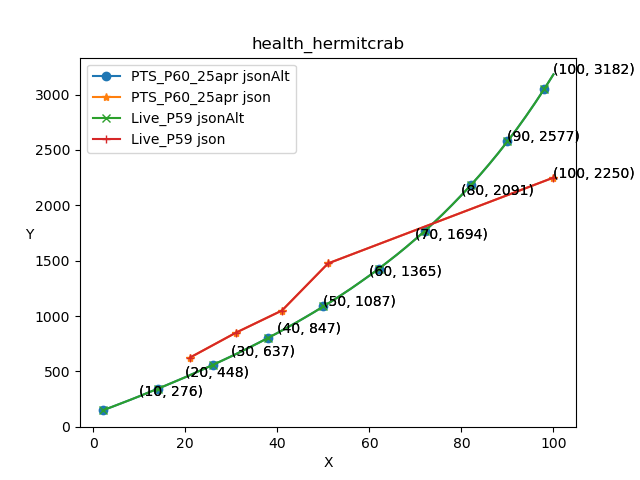 health_hermitcrab
PTS_P60_25apr jsonAlt
PTS_P60_25apr json
Live_P59 jsonAlt
Live_P59 json
(100, 3182)
(90, 2577)
(100, 2250)
(80, 2091)
(70, 1694)
(60, 1365)
(50, 1087)
(40, 847)
(30, 637)
(20, 448)
(10, 276)
Y
3000
2500
2000
1500
1000
500
0
0 20 40 60 80 100
X